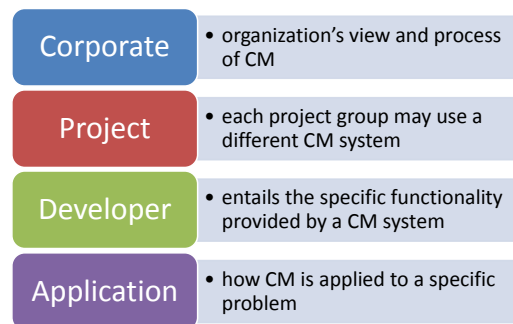 Corporate
• organization’s view and process
of CM
Project
• each project group may use a
different CM system
Developer
• entails the specific functionality
provided by a CM system
Application
• how CM is applied to a specific
problem